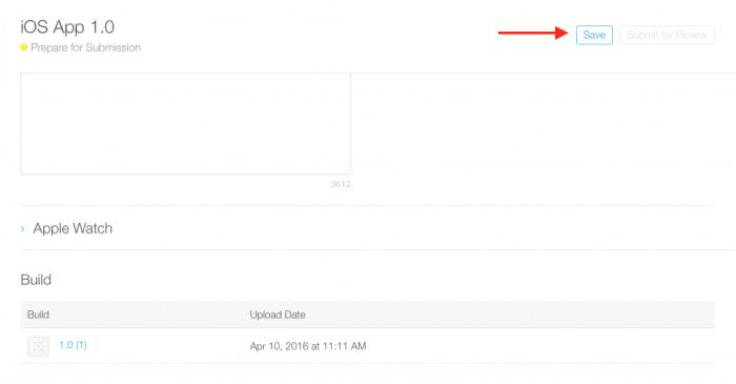 iOS App 1.0
Prepare for Submission
Save Submit for Review
3612
Apple Watch
Build
Build Upload Date
1.0 (1) Apr 10, 2016 at 11:11 AM